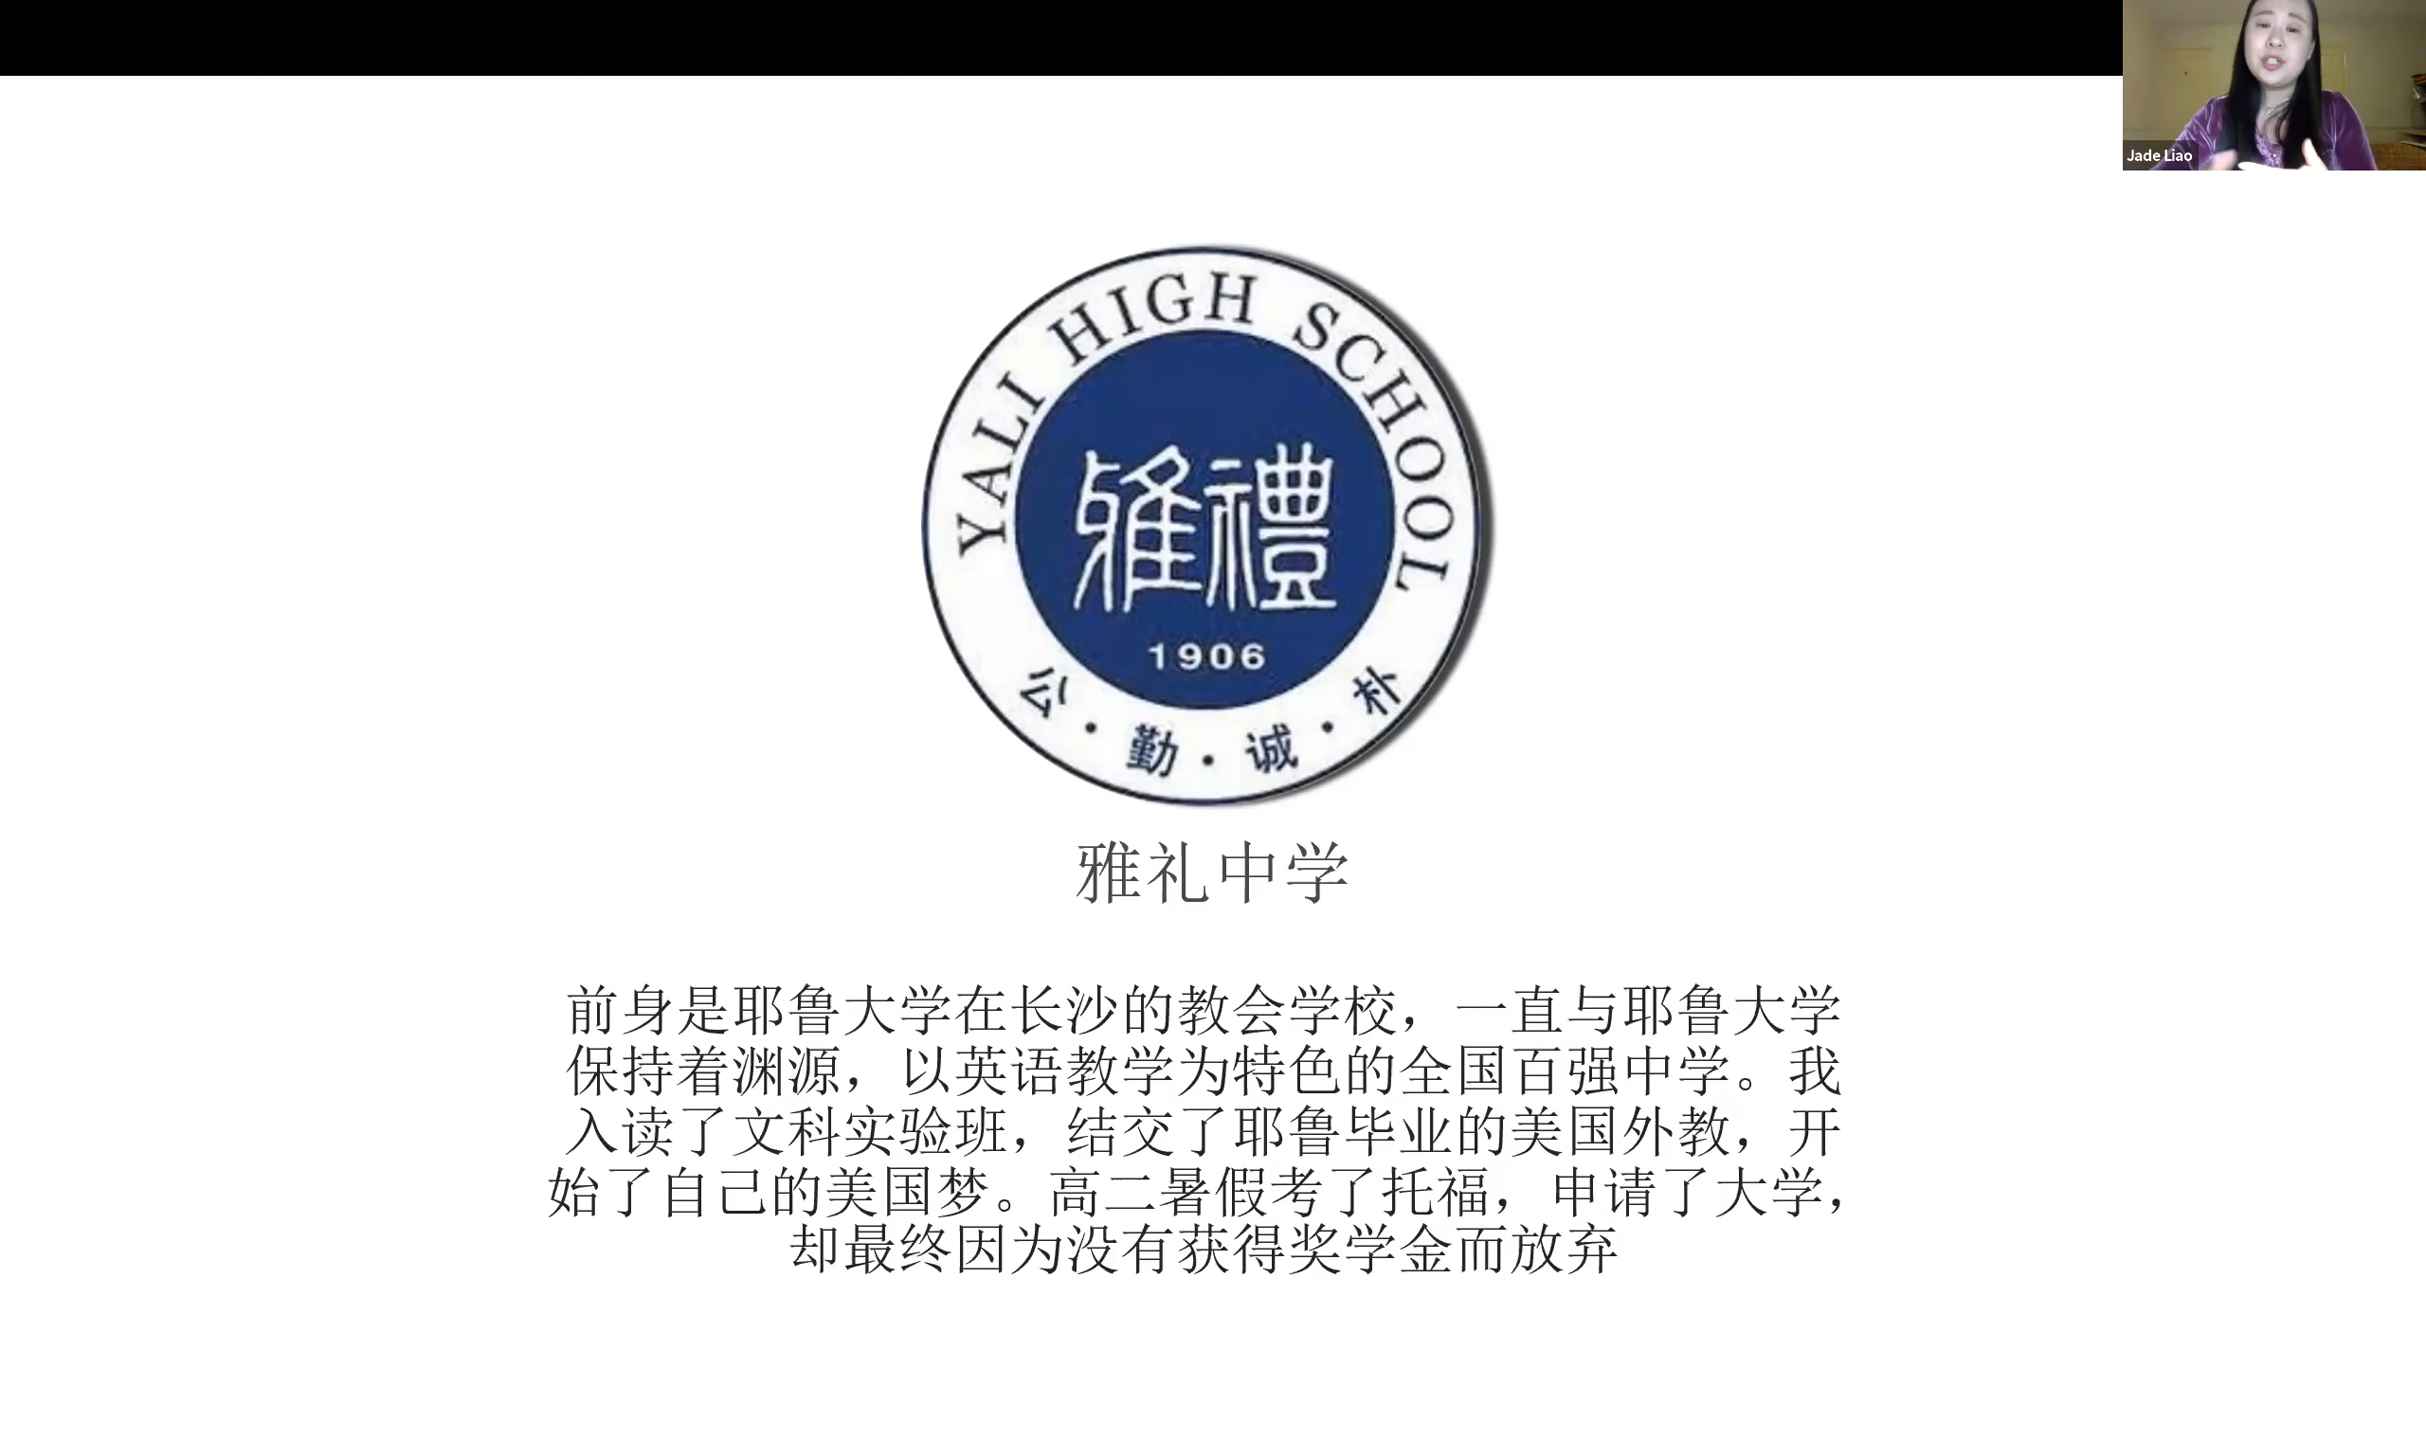 Jade Liao
YALI HIGH SCHOOL
雅禮
1906
公·勤·诚·朴
雅礼中学
前身是耶鲁大学在长沙的教会学校，一直与耶鲁大学
保持着渊源，以英语教学为特色的全国百强中学。我
入读了文科实验班，结交了耶鲁毕业的美国外教，开
始了自己的美国梦。高二暑假考了托福，申请了大学，
却最终因为没有获得奖学金而放弃